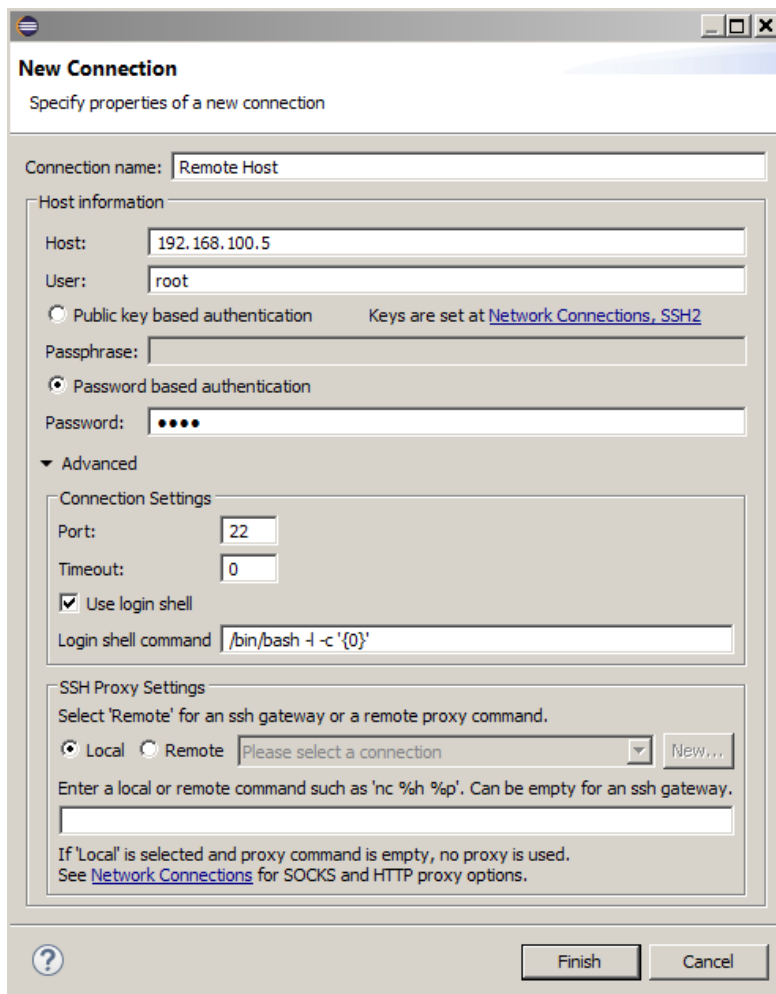 New Connection
Specify properties of a new connection
Connection name: Remote Host
Host information
Host: 192.168.100.5
User: root
Public key based authentication Keys are set at Network Connections, SSH2
Passphrase:
Password based authentication
Password: ●●●●
Advanced
Connection Settings
Port: 22
Timeout: 0
Use login shell
Login shell command /bin/bash -l -c '{0}'
SSH Proxy Settings
Select 'Remote' for an ssh gateway or a remote proxy command.
Local Remote Please select a connection New...
Enter a local or remote command such as 'nc %h %p'. Can be empty for an ssh gateway.
If 'Local' is selected and proxy command is empty, no proxy is used.
See Network Connections for SOCKS and HTTP proxy options.
? Finish Cancel